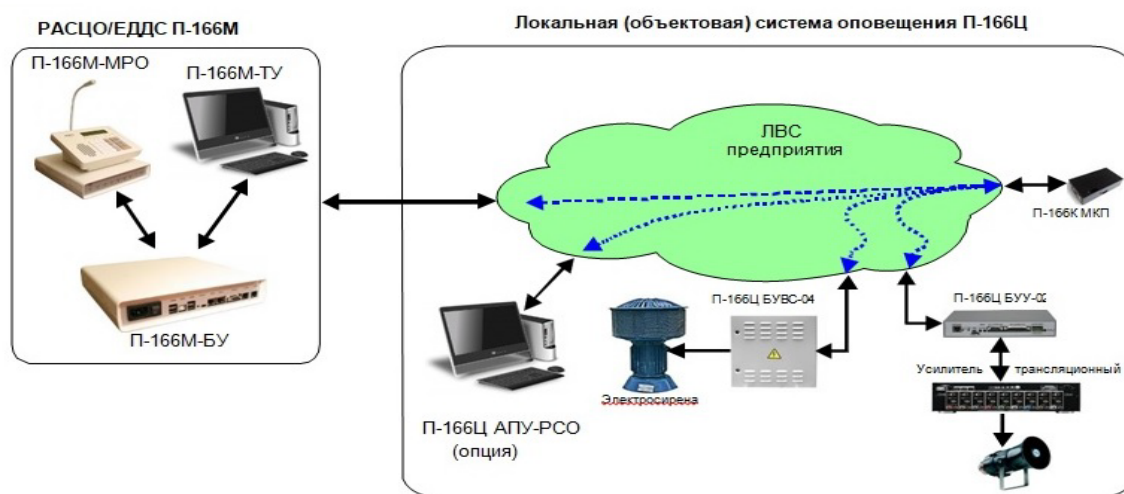 РАСЦО/ЕДДС П-166М
Локальная (объектовая) система оповещения П-166Ц
П-166М-МРО
П-166М-ТУ
П-166М-БУ
ЛВС
предприятия
П-166К МКП
П-166Ц БУВС-04
П-166Ц БУУ-02
Усилитель трансляционный
Электросирена
П-166Ц АПУ-РСО
(опция)